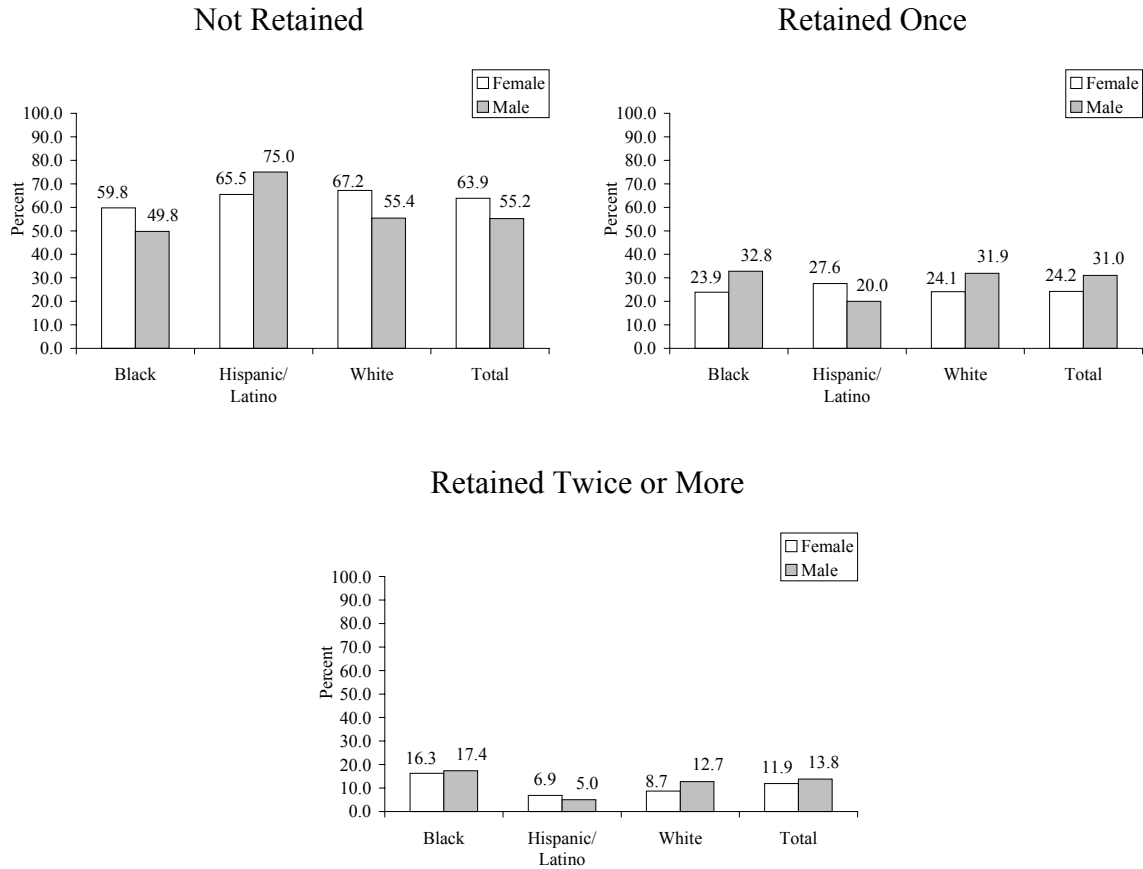 Not Retained
Female
Male
100.0
90.0
80.0
70.0
60.0
50.0
40.0
30.0
20.0
10.0
0.0
Percent
59.8
49.8
65.5
75.0
67.2
55.4
63.9
55.2
Black
Hispanic/
Latino
White
Total
Retained Once
Female
Male
100.0
90.0
80.0
70.0
60.0
50.0
40.0
30.0
20.0
10.0
0.0
Percent
23.9
32.8
27.6
20.0
24.1
31.9
24.2
31.0
Black
Hispanic/
Latino
White
Total
Retained Twice or More
Female
Male
100.0
90.0
80.0
70.0
60.0
50.0
40.0
30.0
20.0
10.0
0.0
Percent
16.3
17.4
6.9
5.0
8.7
12.7
11.9
13.8
Black
Hispanic/
Latino
White
Total